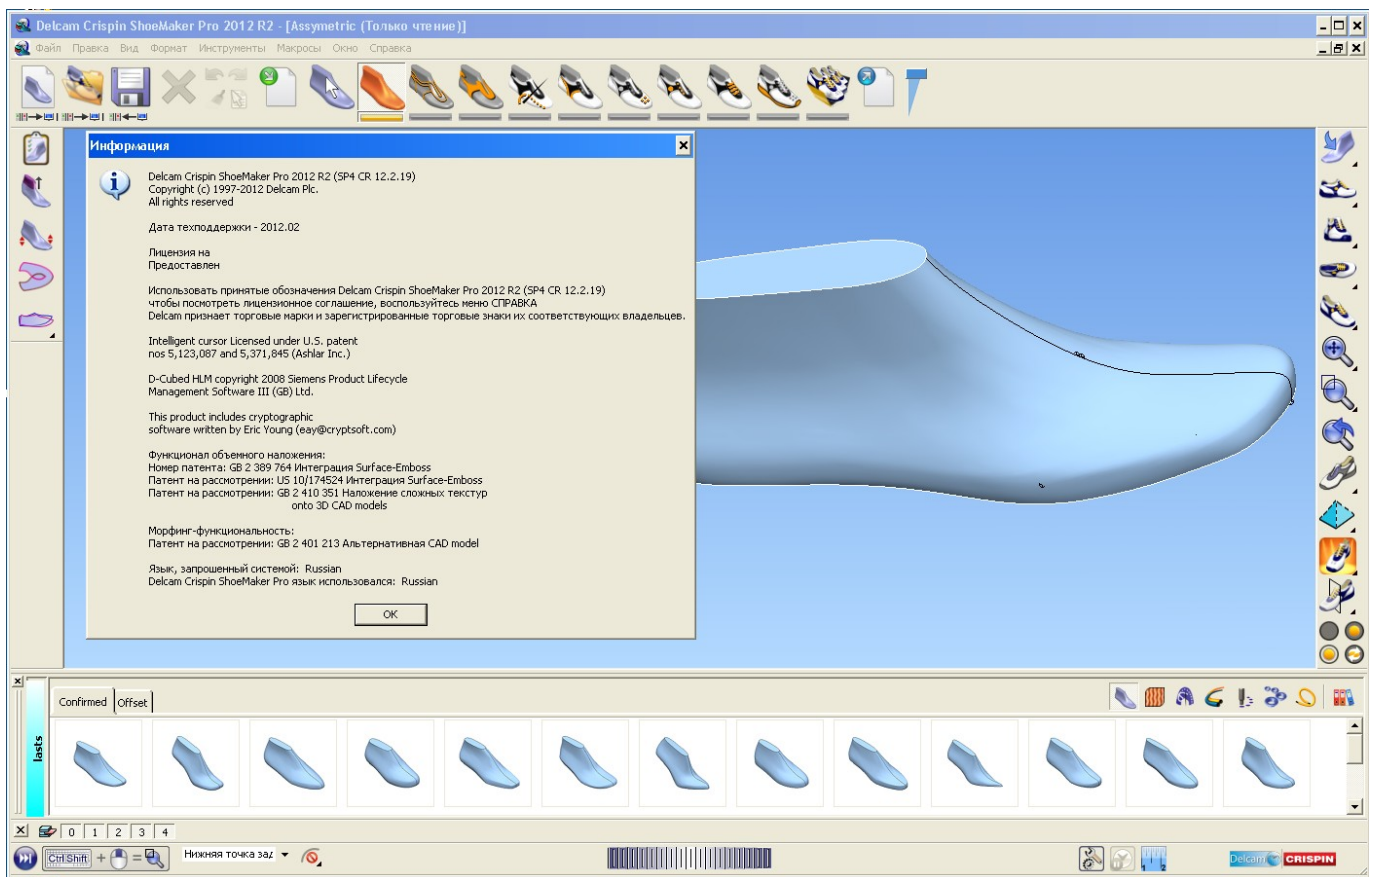 Delcam Crispin ShoeMaker Pro 2012 R2 - [Assymetric (Только чтение)]
Файл Правка Вид Формат Инструменты Макросы Окно Справка
Информация
Delcam Crispin ShoeMaker Pro 2012 R2 (SP4 CR 12.2.19)
Copyright (c) 1997-2012 Delcam Plc.
All rights reserved
Дата техподдержки - 2012.02
Лицензия на
Предоставлен
Использовать принятые обозначения Delcam Crispin ShoeMaker Pro 2012 R2 (SP4 CR 12.2.19)
чтобы посмотреть лицензионное соглашение, воспользуйтесь меню СПРАВКА
Delcam признает торговые марки и зарегистрированные торговые знаки их соответствующих владельцев.
Intelligent cursor Licensed under U.S. patent
nos 5,123,087 and 5,371,845 (Ashlar Inc.)
D-Cubed HLM copyright 2008 Siemens Product Lifecycle
Management Software III (GB) Ltd.
This product includes cryptographic
software written by Eric Young (eay@cryptsoft.com)
Функционал объемного наложения:
Номер патента: GB 2 389 764 Интеграция Surface-Emboss
Патент на рассмотрении: US 10/174524 Интеграция Surface-Emboss
Патент на рассмотрении: GB 2 410 351 Наложение сложных текстур
onto 3D CAD models
Морфинг-функциональность:
Патент на рассмотрении: GB 2 401 213 Альтернативная CAD model
Язык, запрошенный системой: Russian
Delcam Crispin ShoeMaker Pro язык использовался: Russian
OK
Confirmed Offset
lasts
0 1 2 3 4
Ctrl Shift + =
Нижняя точка зад
1 2
Delcam CRISPIN